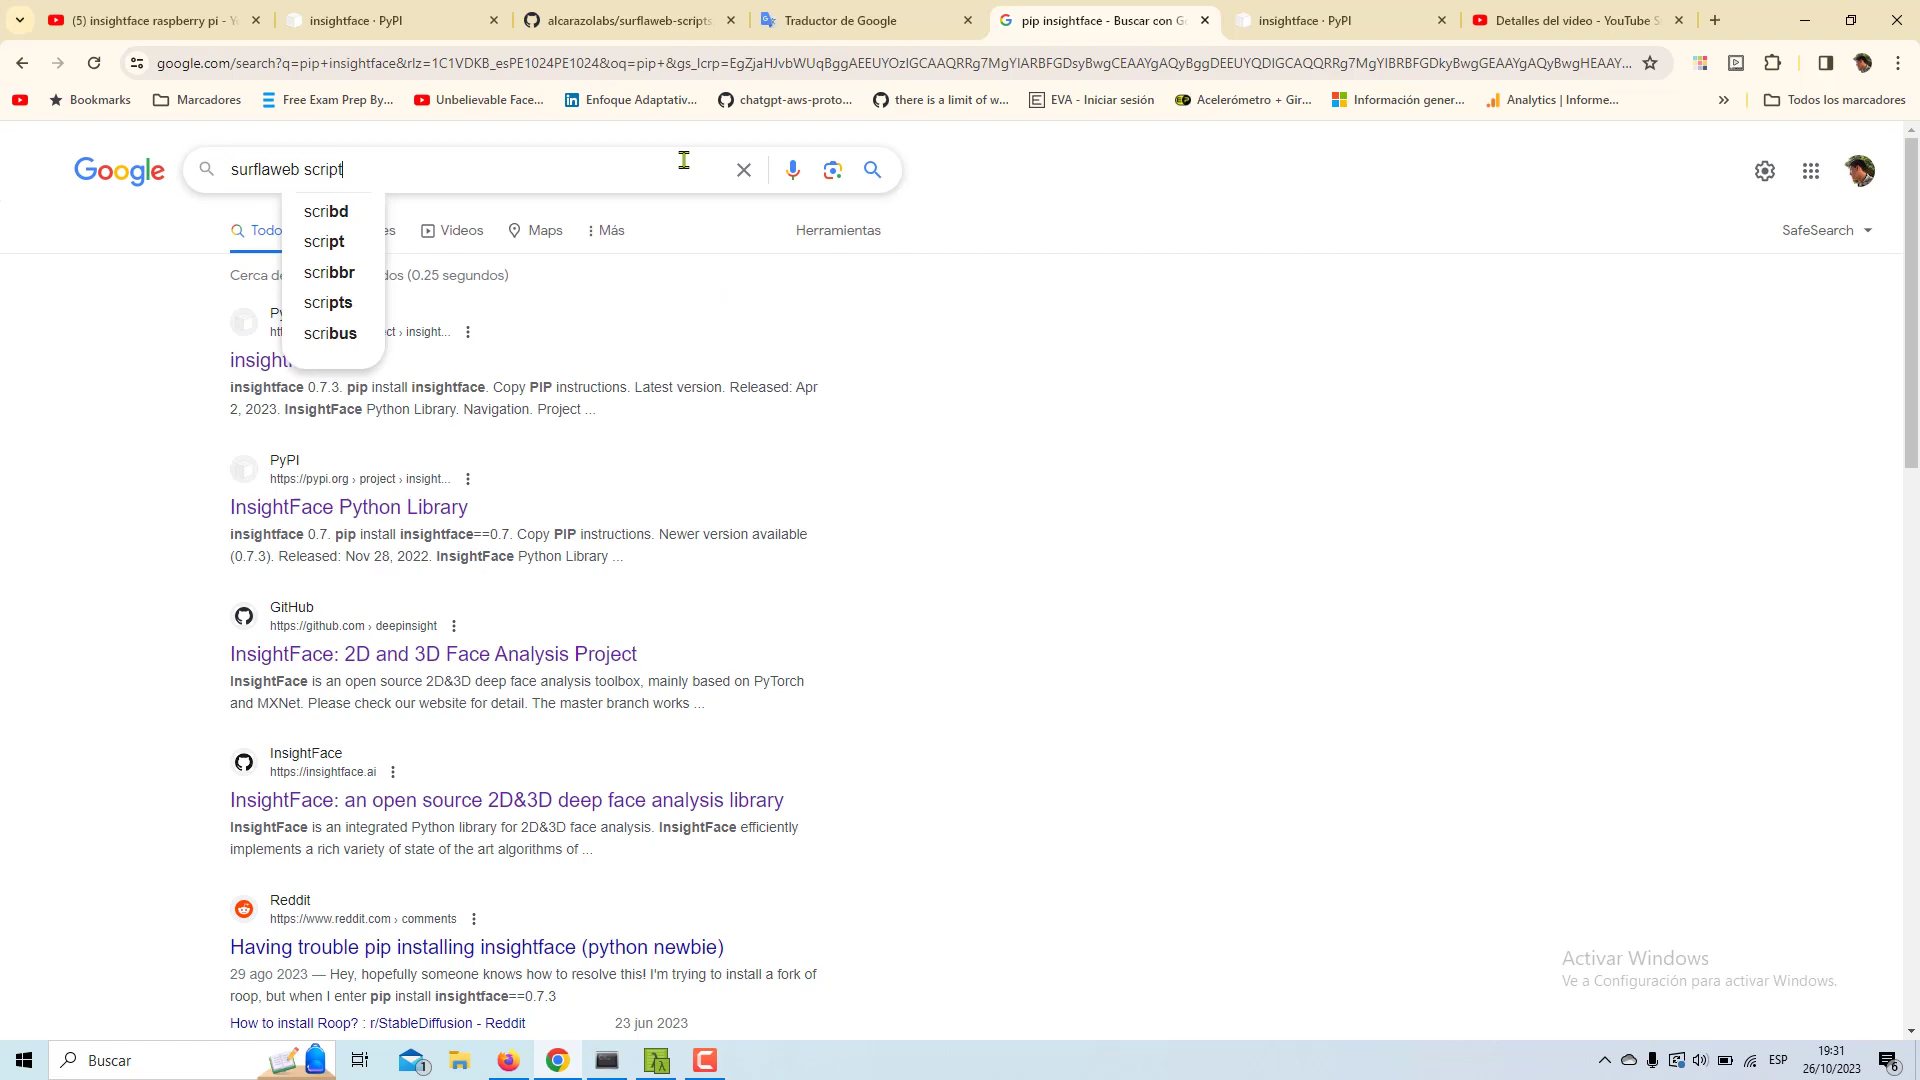 (5) insightface raspberry pi - Y
insightface · PyPI
alcarazolabs/surflaweb-scripts
Traductor de Google
pip insightface - Buscar con G
insightface · PyPI
Detalles del video - YouTube S
google.com/search?q=pip+insightface&rlz=1C1VDKB_esPE1024PE1024&oq=pip+&gs_lcrp=EgZjaHJvbWUqBggAEEUYOzIGCAAQRRg7MgYIARBFGDsyBwgCEAAYgAQyBggDEEUYQDIGCAQQRRg7MgYIBRBFGDkyBwgGEAAYgAQyBwgHEAAY...
Bookmarks
Marcadores
Free Exam Prep By...
Unbelievable Face...
Enfoque Adaptativ...
chatgpt-aws-proto...
there is a limit of w...
EVA - Iniciar sesión
Acelerómetro + Gir...
Información gener...
Analytics | Informe...
»
Todos los marcadores
Google
surflaweb script
scribd
script
scribbr
scripts
scribus
Todo
es
Videos
Maps
Más
Herramientas
SafeSearch
Cerca de
dos (0.25 segundos)
Py
htt
ct › insight...
insight
insightface 0.7.3. pip install insightface. Copy PIP instructions. Latest version. Released: Apr
2, 2023. InsightFace Python Library. Navigation. Project ...
PyPI
https://pypi.org › project › insight...
InsightFace Python Library
insightface 0.7. pip install insightface==0.7. Copy PIP instructions. Newer version available
(0.7.3). Released: Nov 28, 2022. InsightFace Python Library ...
GitHub
https://github.com › deepinsight
InsightFace: 2D and 3D Face Analysis Project
InsightFace is an open source 2D&3D deep face analysis toolbox, mainly based on PyTorch
and MXNet. Please check our website for detail. The master branch works ...
InsightFace
https://insightface.ai
InsightFace: an open source 2D&3D deep face analysis library
InsightFace is an integrated Python library for 2D&3D face analysis. InsightFace efficiently
implements a rich variety of state of the art algorithms of ...
Reddit
https://www.reddit.com › comments
Having trouble pip installing insightface (python newbie)
29 ago 2023 — Hey, hopefully someone knows how to resolve this! I'm trying to install a fork of
roop, but when I enter pip install insightface==0.7.3
How to install Roop? : r/StableDiffusion - Reddit
23 jun 2023
Activar Windows
Ve a Configuración para activar Windows.
Buscar
1
ESP
19:31
26/10/2023
6